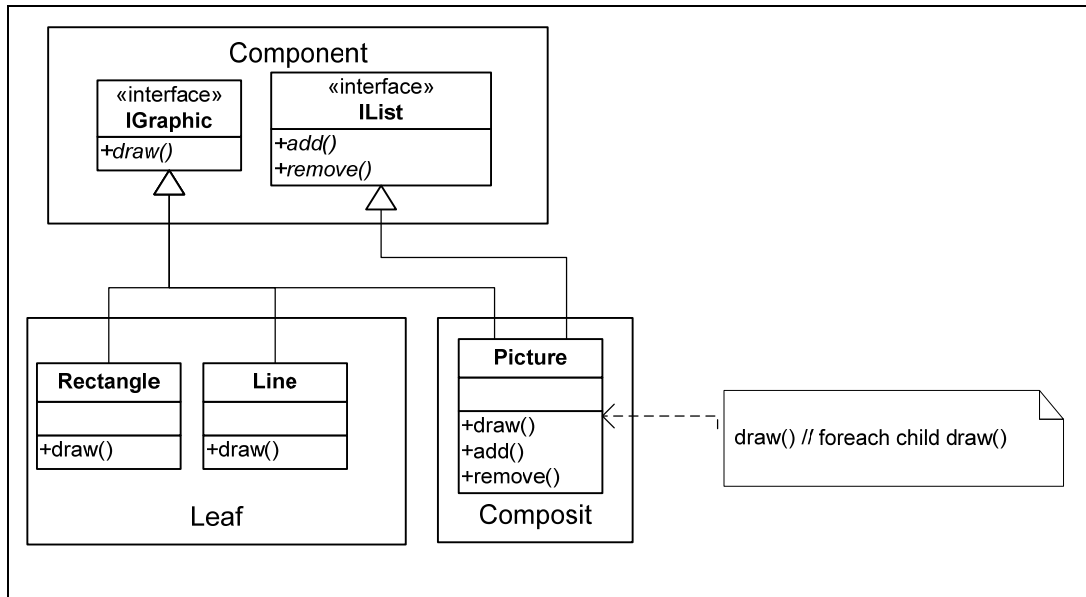 Component
«interface»
IGraphic
+draw()
«interface»
IList
+add()
+remove()
Rectangle
+draw()
Line
+draw()
Leaf
Picture
+draw()
+add()
+remove()
Composit
draw() // foreach child draw()